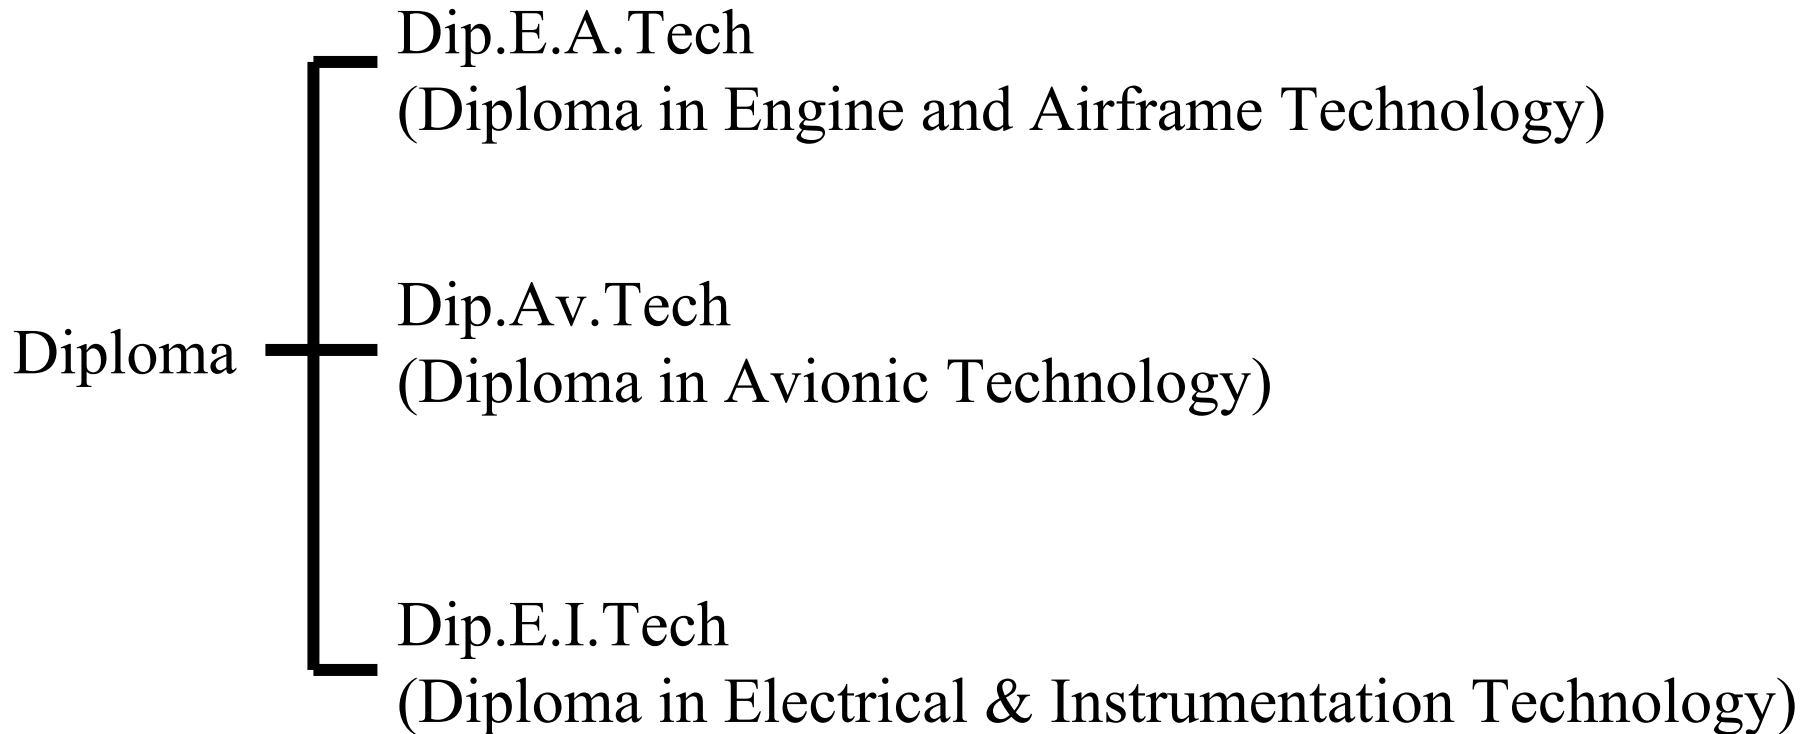 Dip.E.A.Tech
(Diploma in Engine and Airframe Technology)
Diploma
Dip.Av.Tech
(Diploma in Avionic Technology)
Dip.E.I.Tech
(Diploma in Electrical & Instrumentation Technology)